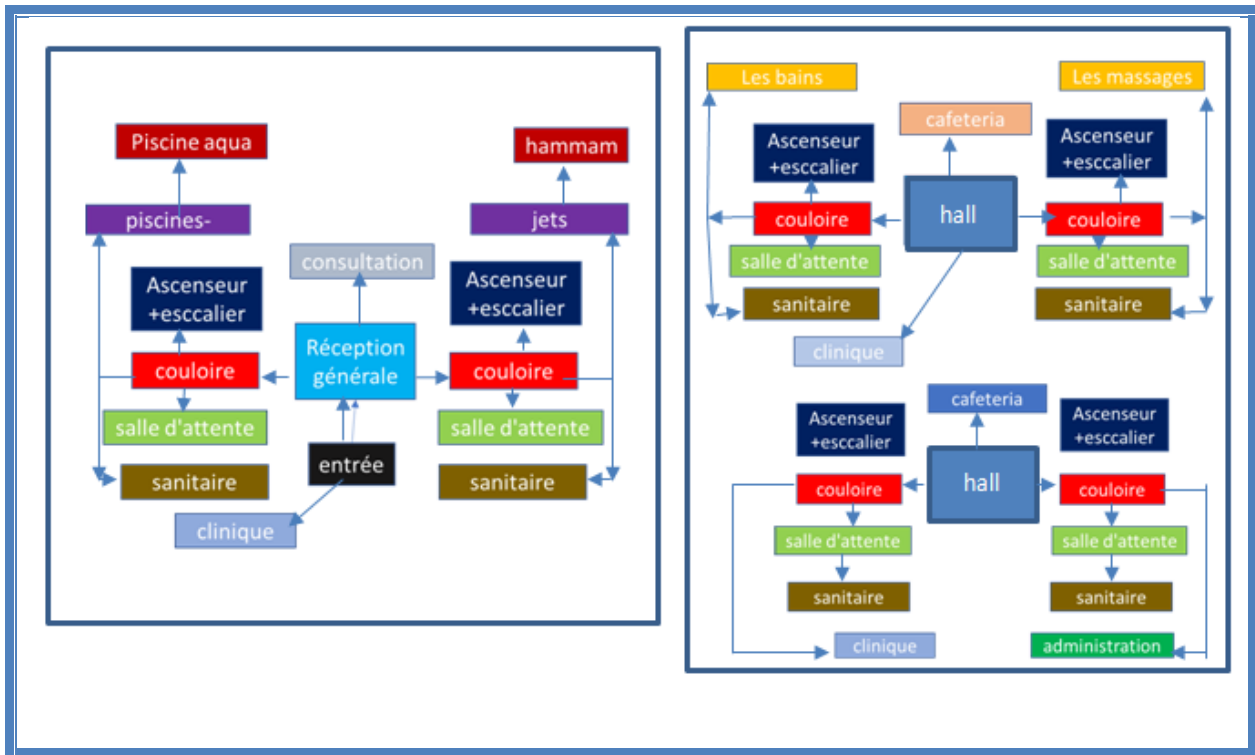 Piscine aqua
hammam
piscines-
jets
consultation
Ascenseur
+esccalier
Ascenseur
+esccalier
Réception
générale
couloire
couloire
salle d'attente
salle d'attente
entrée
sanitaire
sanitaire
clinique
Les bains
Les massages
cafeteria
Ascenseur
+esccalier
Ascenseur
+esccalier
hall
couloire
couloire
salle d'attente
salle d'attente
sanitaire
sanitaire
clinique
cafeteria
Ascenseur
+esccalier
Ascenseur
+esccalier
hall
couloire
couloire
salle d'attente
salle d'attente
sanitaire
sanitaire
clinique
administration